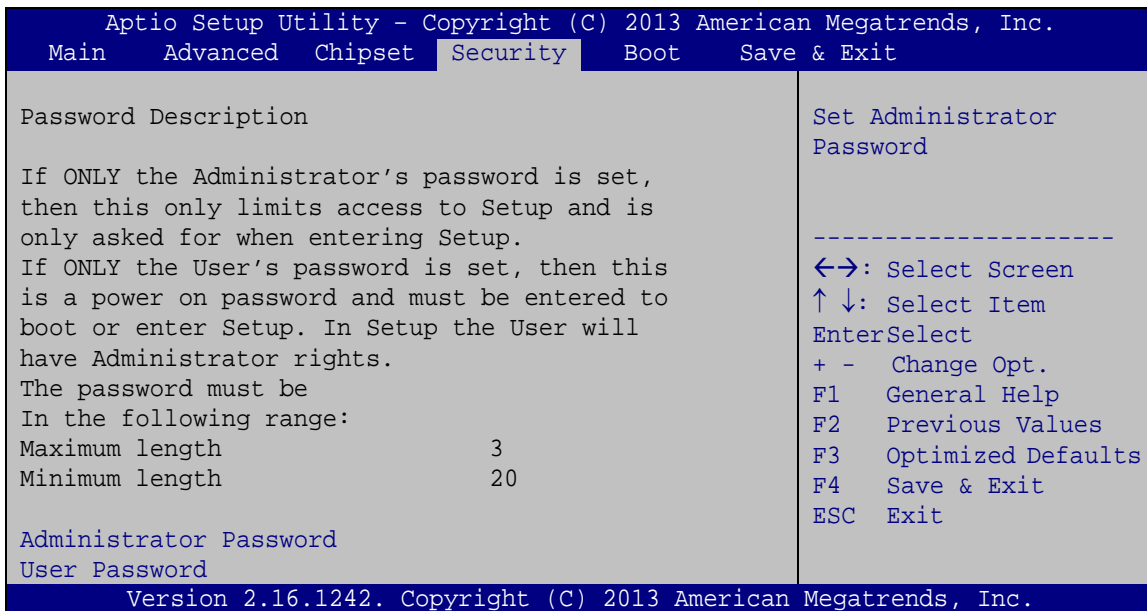 Aptio Setup Utility – Copyright (C) 2013 American Megatrends, Inc.
Main Advanced Chipset Security Boot Save & Exit
Password Description
If ONLY the Administrator’s password is set,
then this only limits access to Setup and is
only asked for when entering Setup.
If ONLY the User’s password is set, then this
is a power on password and must be entered to
boot or enter Setup. In Setup the User will
have Administrator rights.
The password must be
In the following range:
Maximum length 3
Minimum length 20
Administrator Password
User Password
Set Administrator
Password
---------------------
←→: Select Screen
↑ ↓: Select Item
EnterSelect
+ - Change Opt.
F1 General Help
F2 Previous Values
F3 Optimized Defaults
F4 Save & Exit
ESC Exit
Version 2.16.1242. Copyright (C) 2013 American Megatrends, Inc.